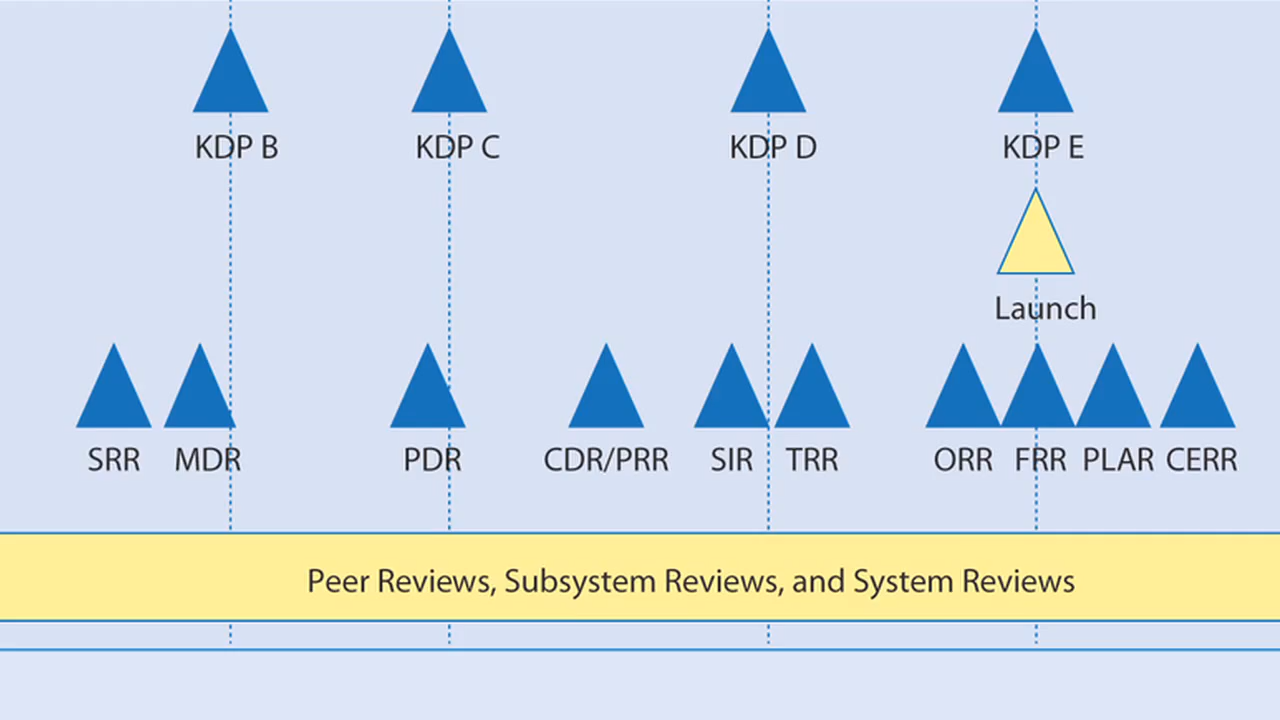 KDP B KDP C KDP D KDP E
Launch
SRR MDR PDR CDR/PRR SIR TRR ORR FRR PLAR CERR
Peer Reviews, Subsystem Reviews, and System Reviews